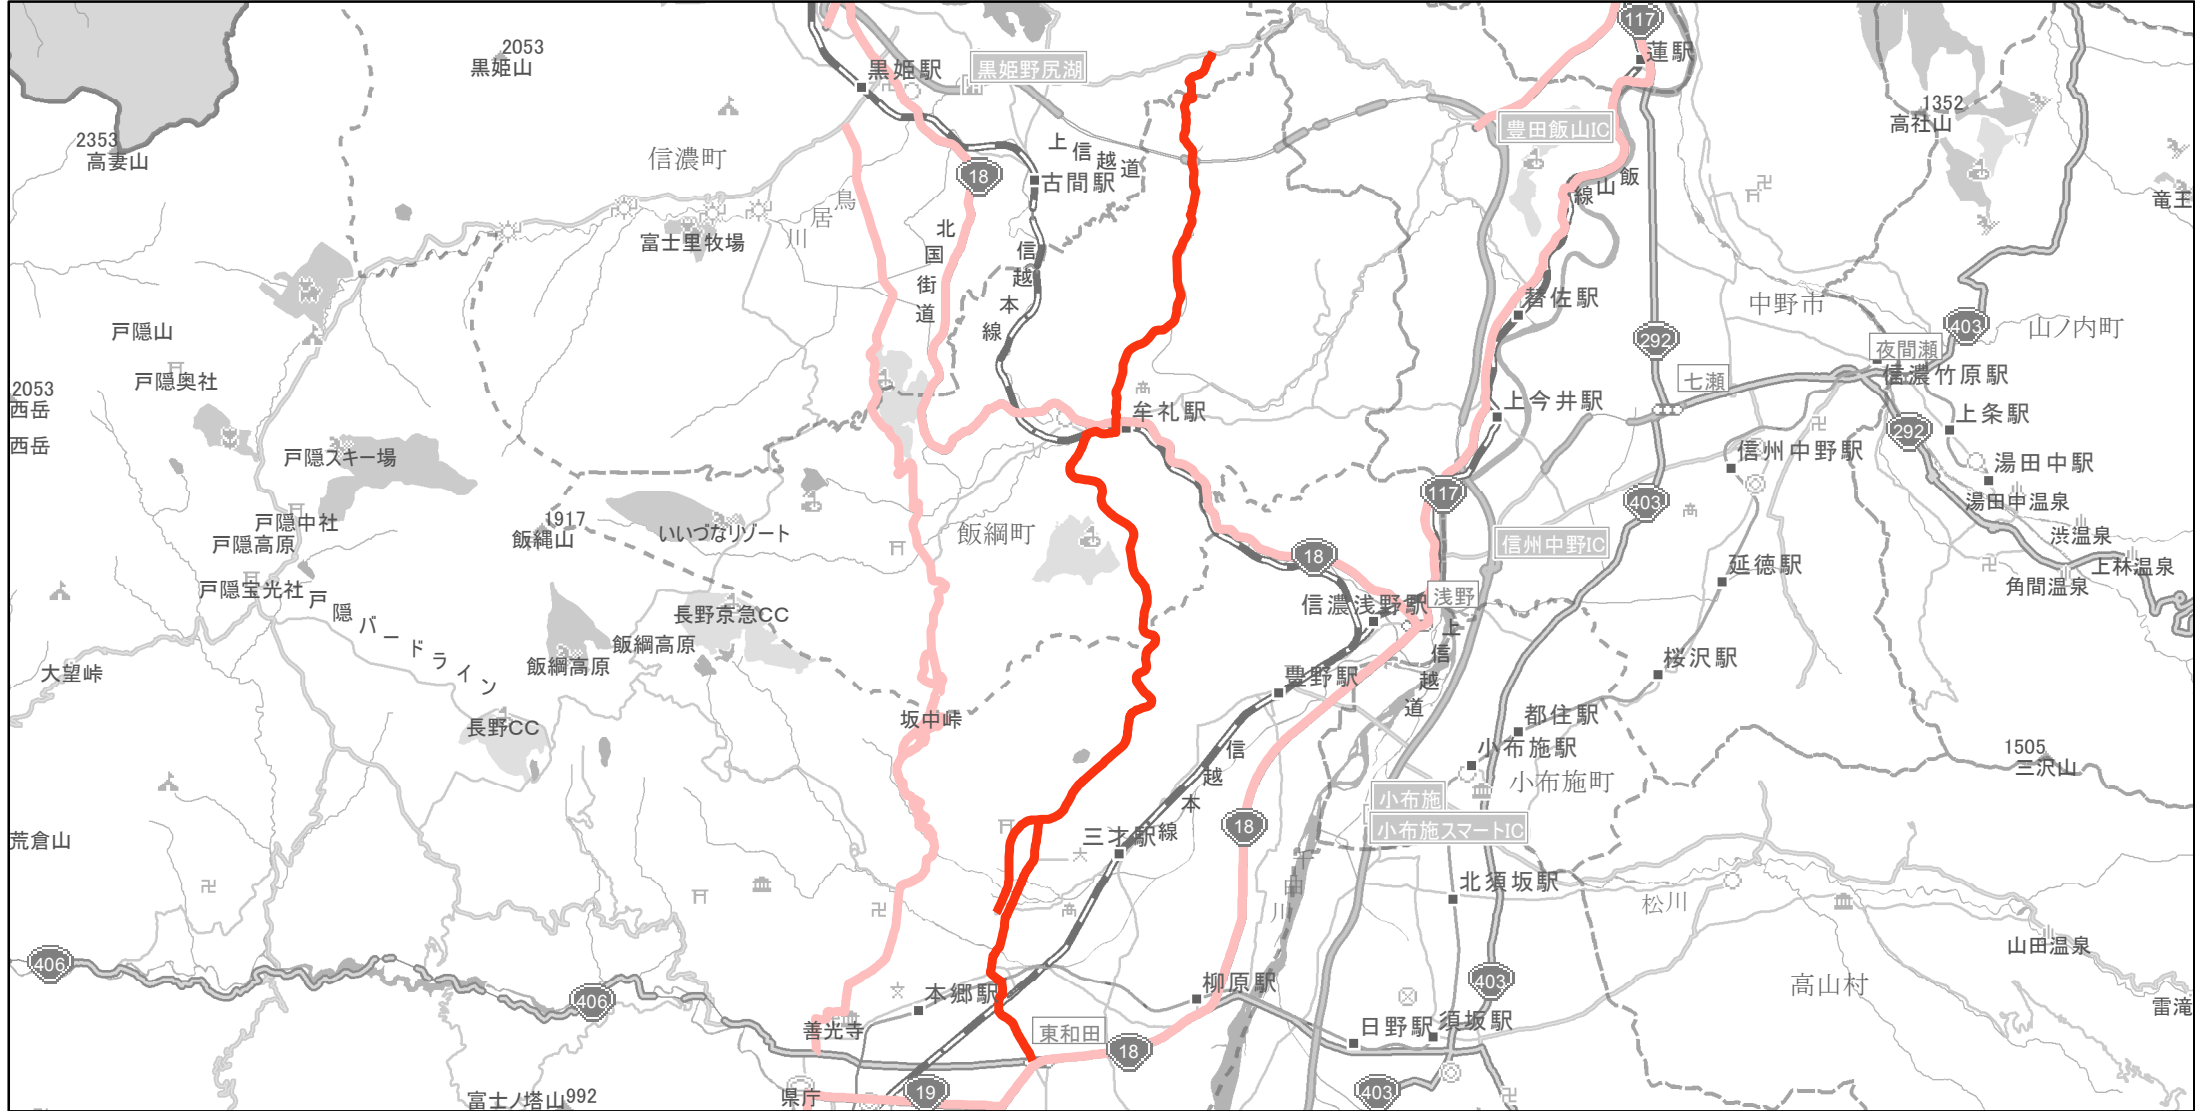 2053
黒姫山
黒姫駅
黒姫野尻湖
117
蓮駅
2353
高妻山
信濃町
18
上信越道
古間駅
豊田飯山IC
1352
高社山
飯山線
竜王
鳥居川
富士里牧場
北国街道
信越本線
替佐駅
中野市
403
山ノ内町
戸隠山
292
夜間瀬
2053
西岳
西岳
戸隠奥社
七瀬
信濃竹原駅
牟礼駅
上今井駅
上条駅
292
戸隠スキー場
信州中野駅
湯田中駅
湯田中温泉
117
403
戸隠中社
戸隠高原
1917
飯縄山
いいづなリゾート
飯綱町
18
信州中野IC
渋温泉
上林温泉
角間温泉
延徳駅
戸隠宝光社
戸隠バードライン
長野京急CC
飯綱高原
飯綱高原
信濃浅野駅
浅野
上信越道
大望峠
豊野駅
桜沢駅
長野CC
坂中峠
都住駅
小布施駅
小布施町
1505
三沢山
信越本線
小布施
小布施スマートIC
荒倉山
三才駅
18
千曲川
北須坂駅
松川
山田温泉
406
406
本郷駅
柳原駅
403
高山村
雷滝
善光寺
東和田
18
日野駅
須坂駅
県庁
19
403
富士ノ塔山992